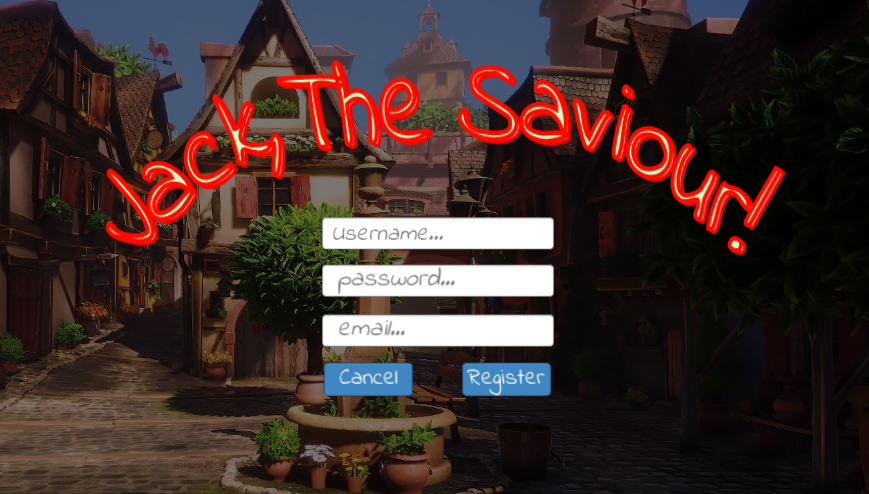 Jack The Saviour!
username...
password...
email...
Cancel
Register